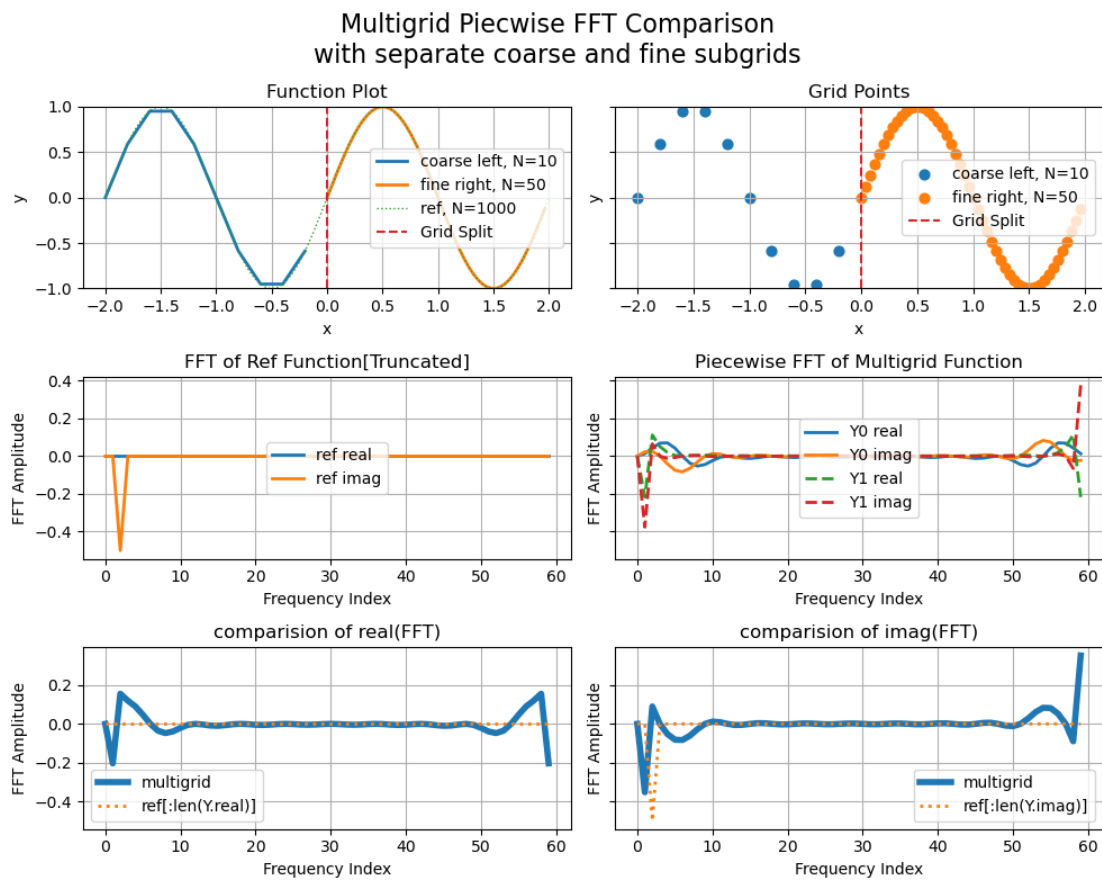 Multigrid Piecwise FFT Comparison
with separate coarse and fine subgrids
Function Plot
y
1.0
0.5
0.0
−0.5
−1.0
coarse left, N=10
fine right, N=50
ref, N=1000
Grid Split
−2.0 −1.5 −1.0 −0.5 0.0 0.5 1.0 1.5 2.0
x
Grid Points
y
coarse left, N=10
fine right, N=50
Grid Split
−2.0 −1.5 −1.0 −0.5 0.0 0.5 1.0 1.5 2.0
x
FFT of Ref Function[Truncated]
FFT Amplitude
0.4
0.2
0.0
−0.2
−0.4
ref real
ref imag
0 10 20 30 40 50 60
Frequency Index
Piecewise FFT of Multigrid Function
FFT Amplitude
Y0 real
Y0 imag
Y1 real
Y1 imag
0 10 20 30 40 50 60
Frequency Index
comparision of real(FFT)
FFT Amplitude
0.2
0.0
−0.2
−0.4
multigrid
ref[:len(Y.real)]
0 10 20 30 40 50 60
Frequency Index
comparision of imag(FFT)
FFT Amplitude
multigrid
ref[:len(Y.imag)]
0 10 20 30 40 50 60
Frequency Index